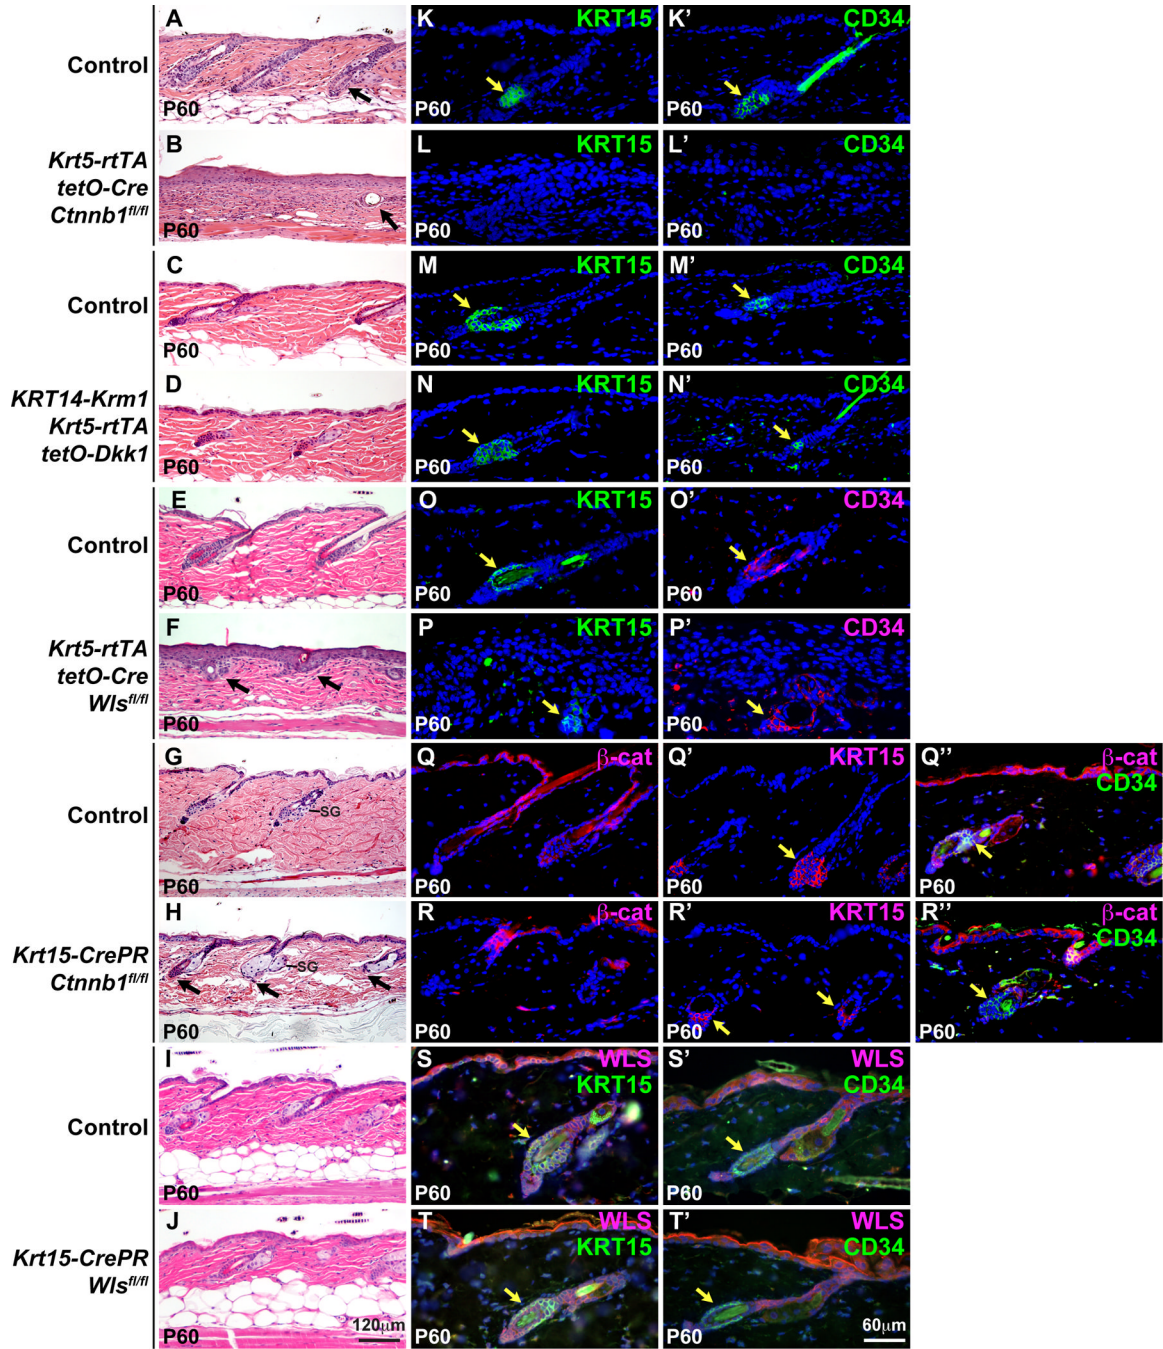 A K KRT15 K’ CD34
Control
P60 P60 P60
B L KRT15 L’ CD34
Krt5-rtTA
tetO-Cre
Ctnnb1fl/fl
P60 P60 P60
C M KRT15 M’ CD34
Control
P60 P60 P60
D N KRT15 N’ CD34
KRT14-Krm1
Krt5-rtTA
tetO-Dkk1
P60 P60 P60
E O KRT15 O’ CD34
Control
P60 P60 P60
F P KRT15 P’ CD34
Krt5-rtTA
tetO-Cre
Wlsfl/fl
P60 P60 P60
G Q β-cat Q’ KRT15 Q’’ β-cat
CD34
Control
SG
P60 P60
H R β-cat R’ KRT15 R’’ β-cat
CD34
Krt15-CrePR
Ctnnb1fl/fl
SG
P60 P60 P60
I S WLS S’ WLS
KRT15 CD34
Control
P60 P60 P60
J T WLS T’ WLS
KRT15 CD34
Krt15-CrePR
Wlsfl/fl
P60 120μm P60 P60 60μm